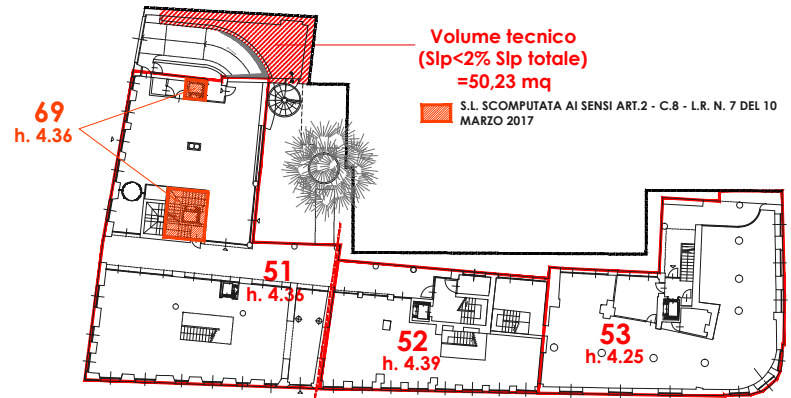 Volume tecnico
(Slp<2% Slp totale)
=50,23 mq
S.L. SCOMPUTATA AI SENSI ART.2 - C.8 - L.R. N. 7 DEL 10
MARZO 2017
69
h. 4.36
51
h. 4.36
52
h. 4.39
53
h. 4.25